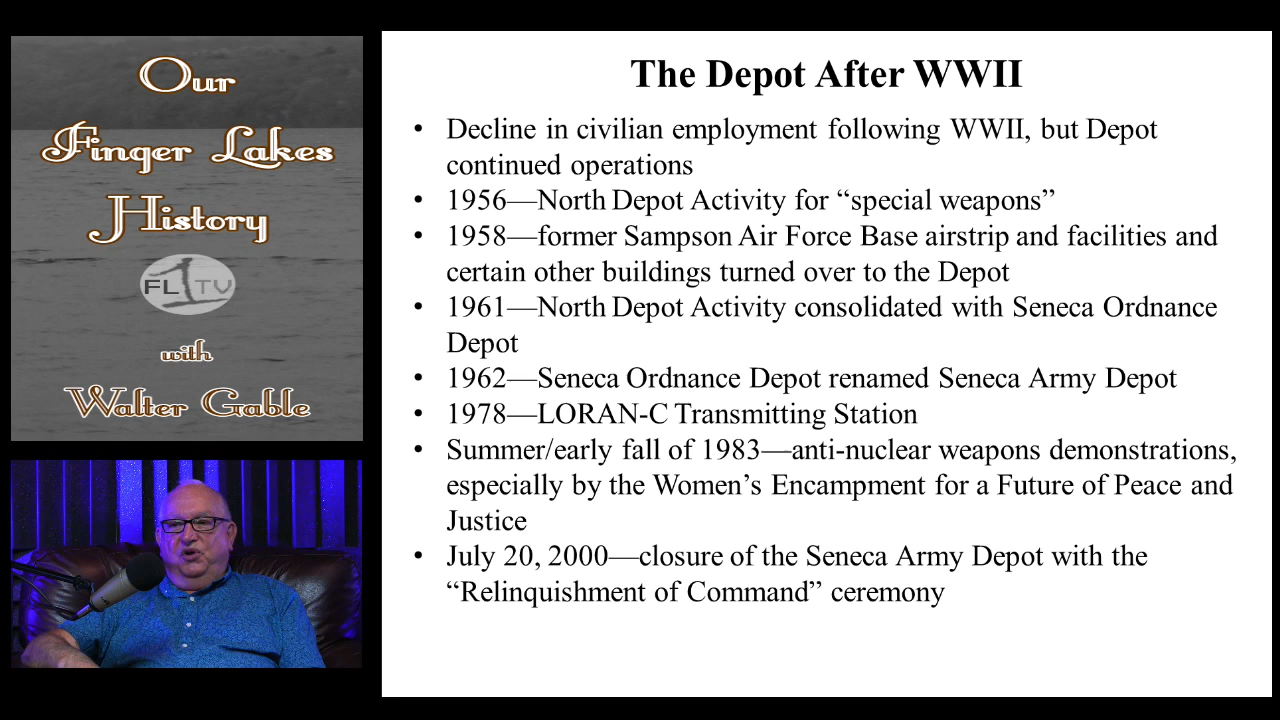 Our
Finger Lakes
History
FL TV
with
Walter Gable
The Depot After WWII
• Decline in civilian employment following WWII, but Depot
continued operations
• 1956—North Depot Activity for “special weapons”
• 1958—former Sampson Air Force Base airstrip and facilities and
certain other buildings turned over to the Depot
• 1961—North Depot Activity consolidated with Seneca Ordnance
Depot
• 1962—Seneca Ordnance Depot renamed Seneca Army Depot
• 1978—LORAN-C Transmitting Station
• Summer/early fall of 1983—anti-nuclear weapons demonstrations,
especially by the Women’s Encampment for a Future of Peace and
Justice
• July 20, 2000—closure of the Seneca Army Depot with the
“Relinquishment of Command” ceremony